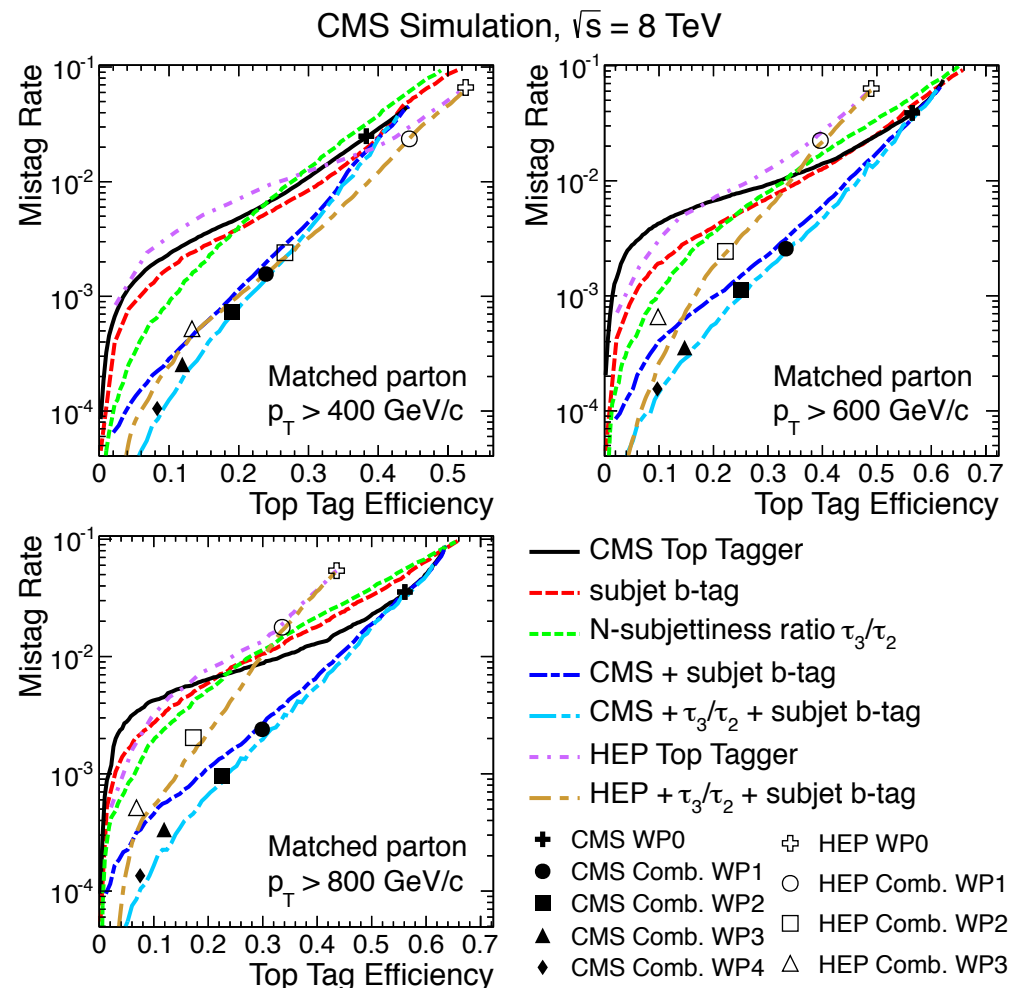 CMS Simulation, √s = 8 TeV
Mistag Rate
10⁻¹
10⁻²
10⁻³
10⁻⁴
Matched parton
p_T > 400 GeV/c
0 0.1 0.2 0.3 0.4 0.5
Top Tag Efficiency
Mistag Rate
10⁻¹
10⁻²
10⁻³
10⁻⁴
Matched parton
p_T > 600 GeV/c
0 0.1 0.2 0.3 0.4 0.5 0.6 0.7
Top Tag Efficiency
Mistag Rate
10⁻¹
10⁻²
10⁻³
10⁻⁴
Matched parton
p_T > 800 GeV/c
0 0.1 0.2 0.3 0.4 0.5 0.6 0.7
Top Tag Efficiency
CMS Top Tagger
subjet b-tag
N-subjettiness ratio τ₃/τ₂
CMS + subjet b-tag
CMS + τ₃/τ₂ + subjet b-tag
HEP Top Tagger
HEP + τ₃/τ₂ + subjet b-tag
CMS WP0
CMS Comb. WP1
CMS Comb. WP2
CMS Comb. WP3
CMS Comb. WP4
HEP WP0
HEP Comb. WP1
HEP Comb. WP2
HEP Comb. WP3